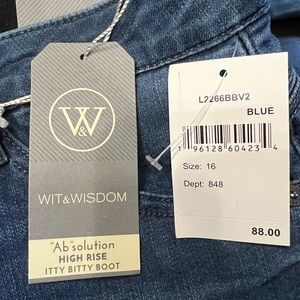 W&W
WIT&WISDOM
"Ab"solution
HIGH RISE
ITTY BITTY BOOT
L2266BBV2
BLUE
1 96128 60423 4
Size: 16
Dept: 848
88.00